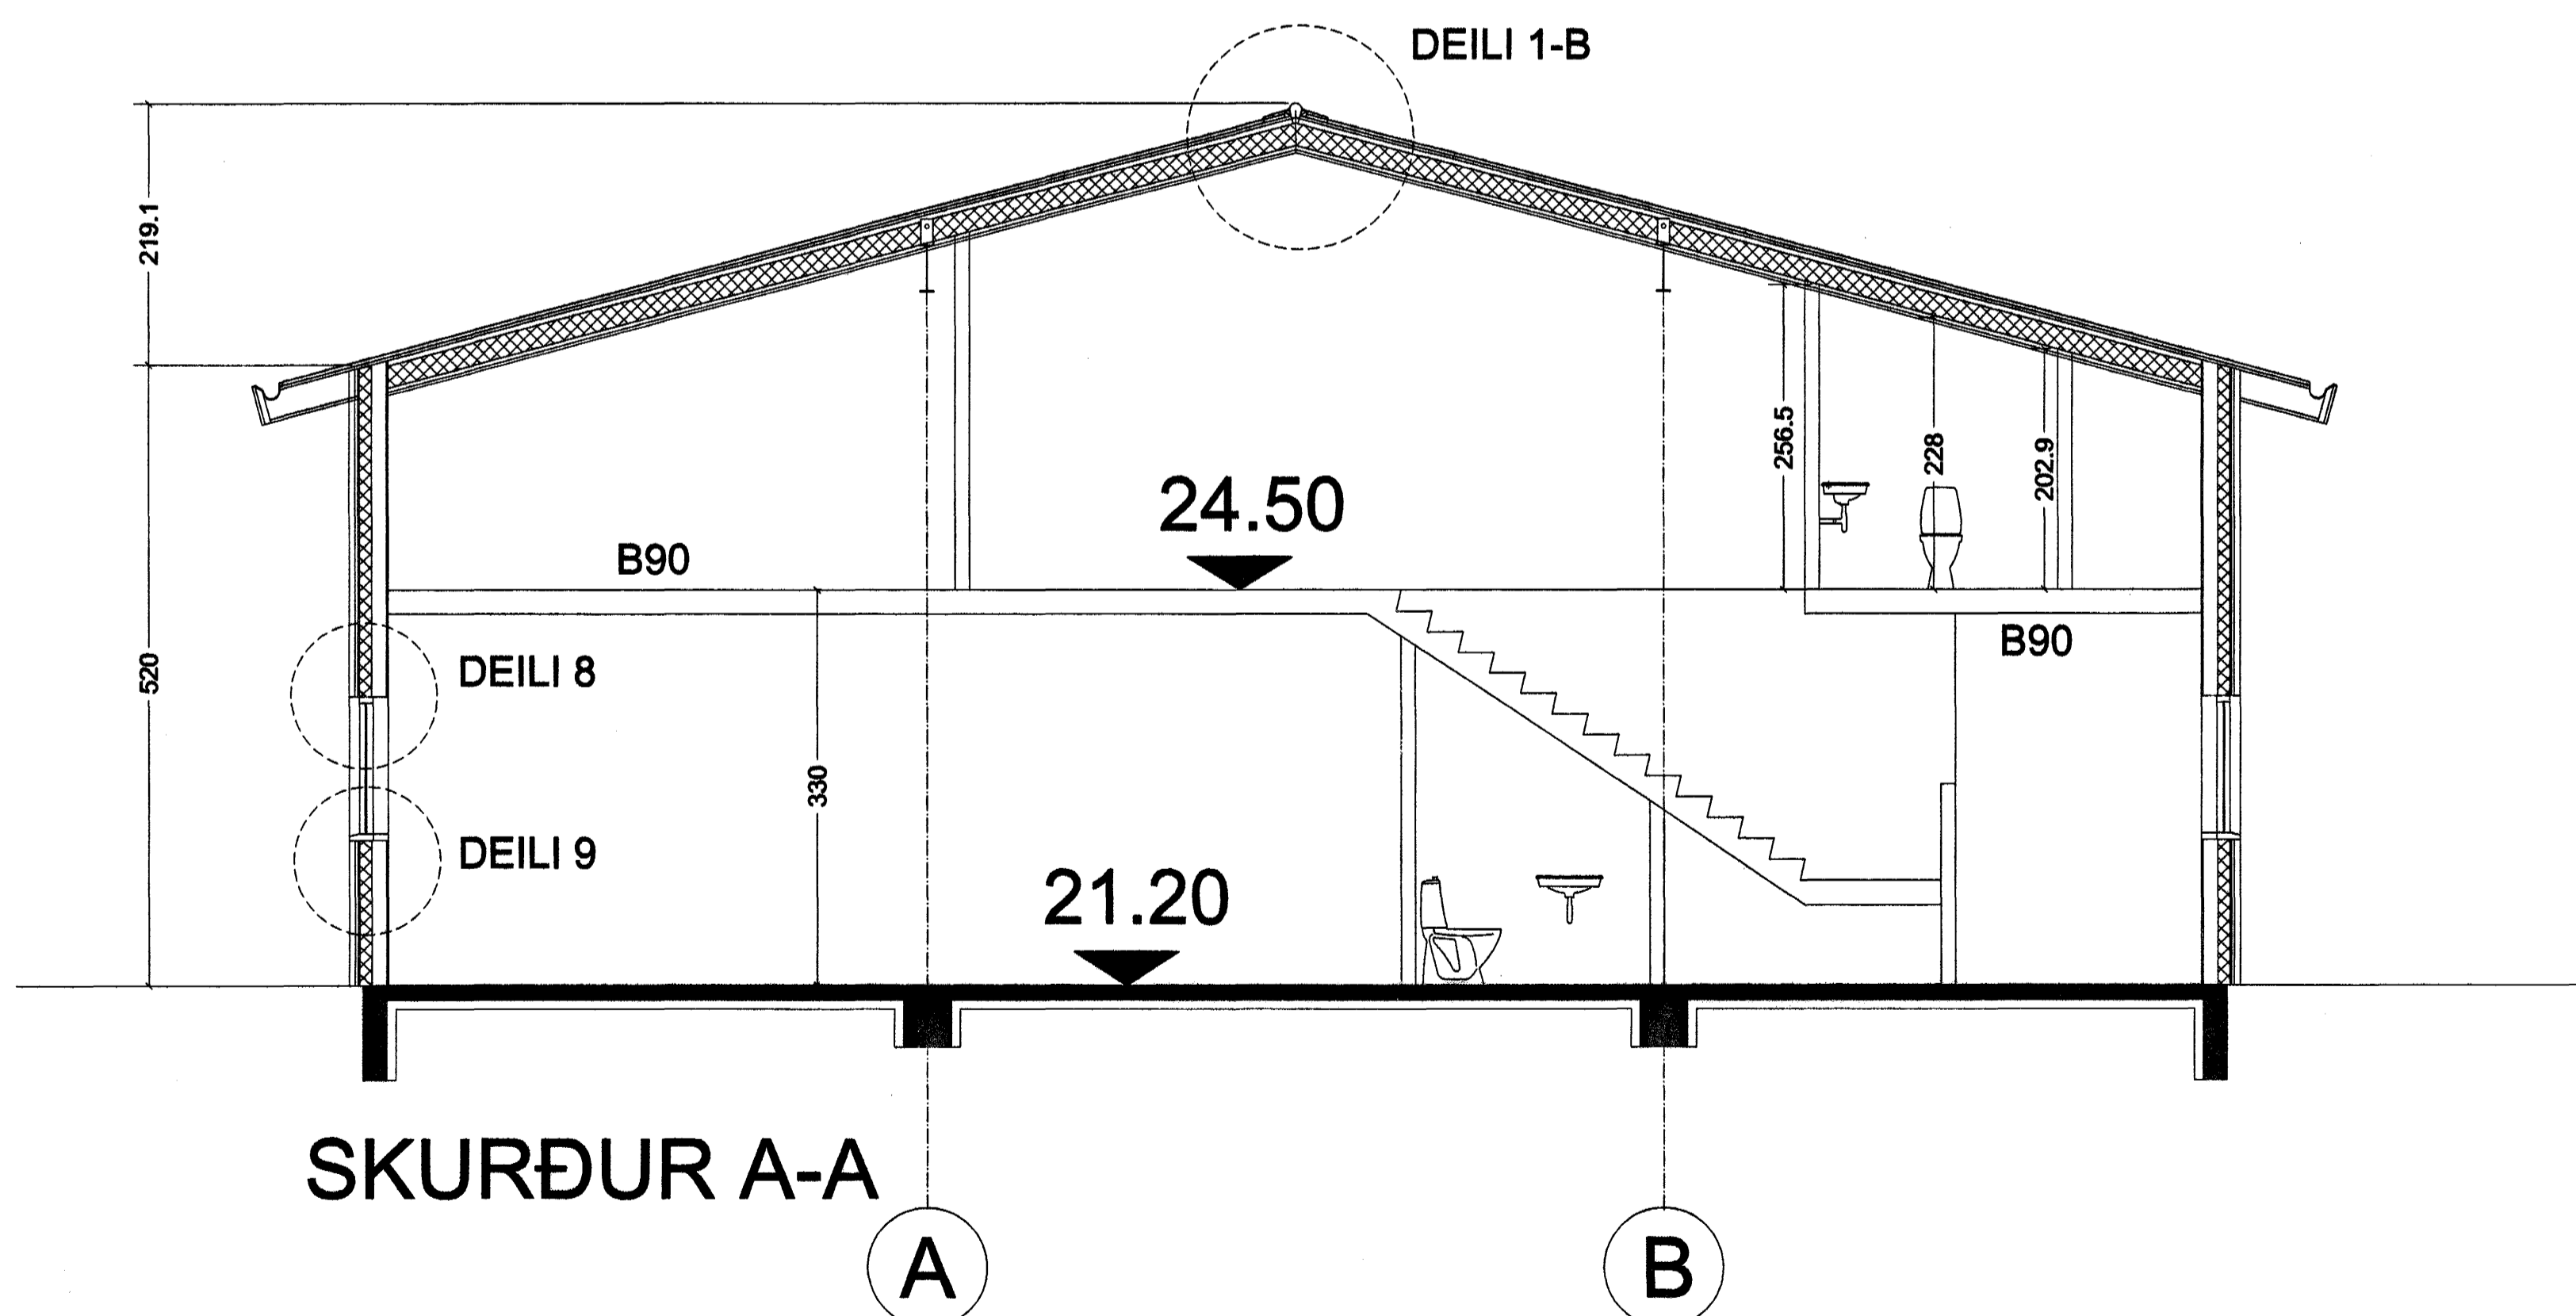 DEILI 1-B
219.1
256.5
228
202.9
24.50
B90
B90
520
DEILI 8
330
DEILI 9
21.20
SKURÐUR A-A
A
B